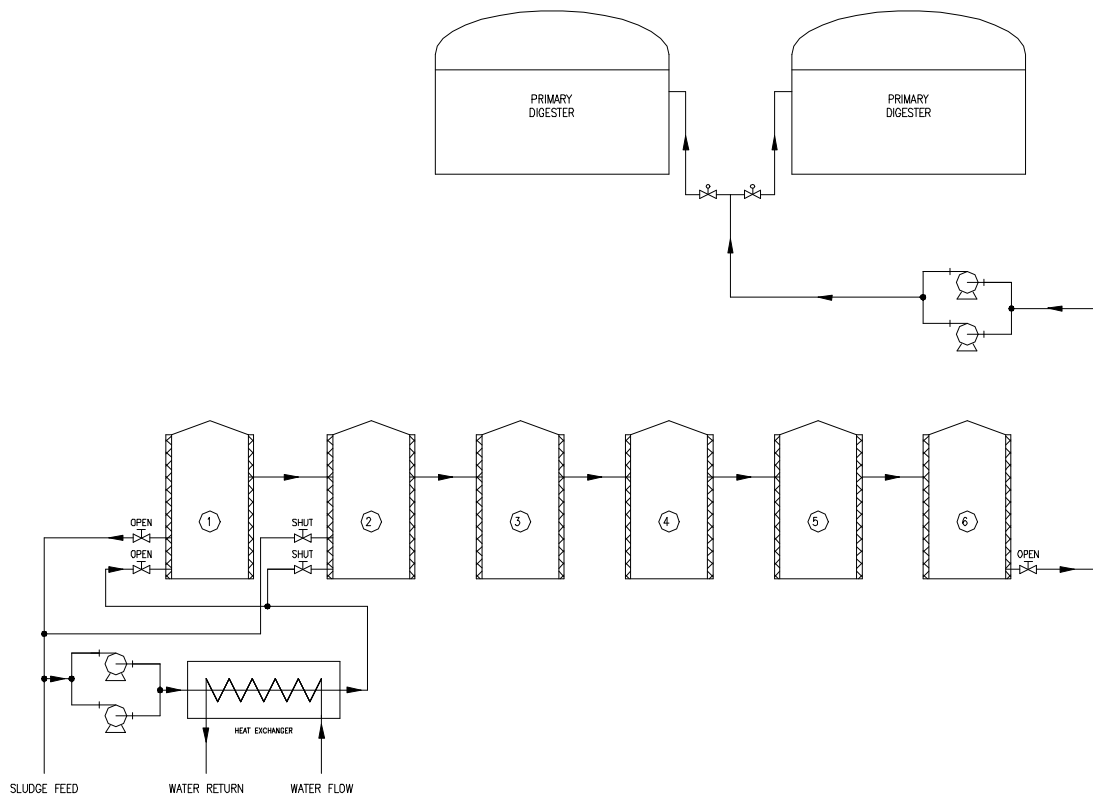 PRIMARY
DIGESTER
PRIMARY
DIGESTER
1
2
3
4
5
6
OPEN
SHUT
OPEN
SHUT
OPEN
HEAT EXCHANGER
SLUDGE FEED
WATER RETURN
WATER FLOW